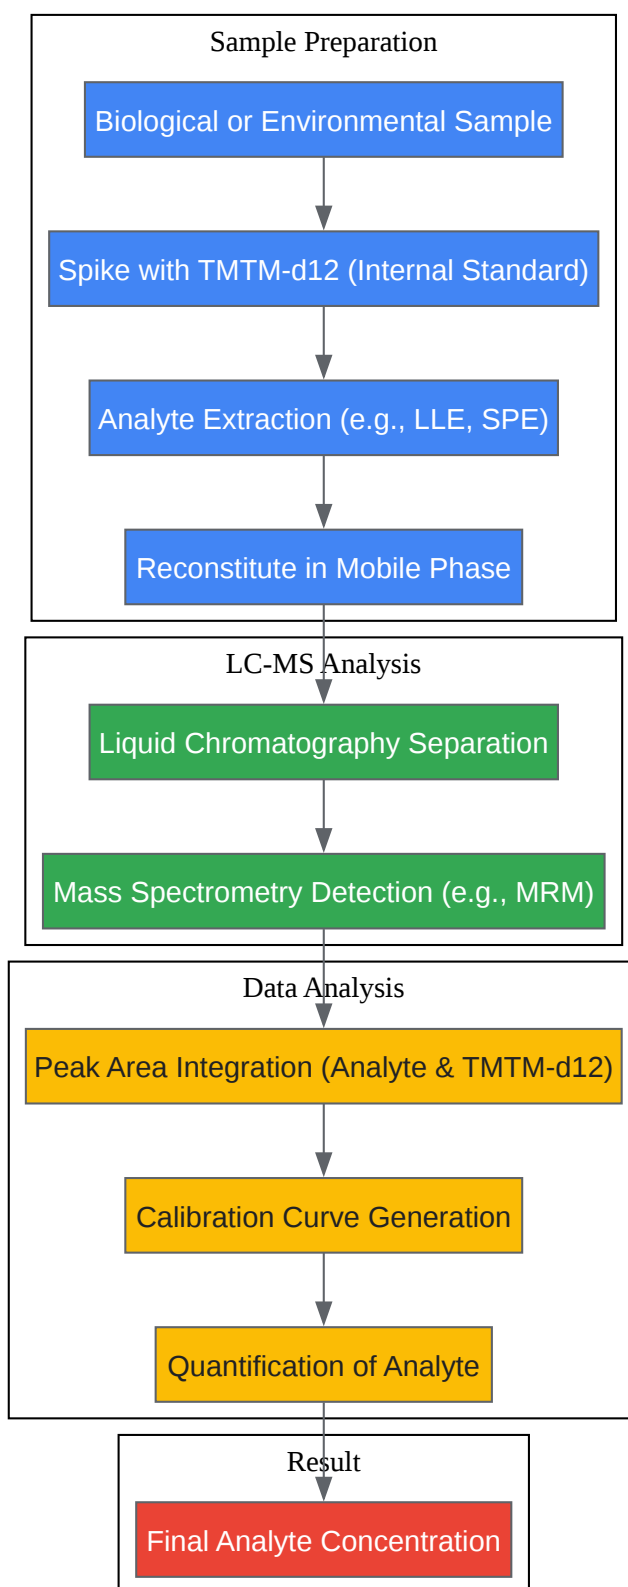 Sample Preparation
Biological or Environmental Sample
Spike with TMTM-d12 (Internal Standard)
Analyte Extraction (e.g., LLE, SPE)
Reconstitute in Mobile Phase
LC-MS Analysis
Liquid Chromatography Separation
Mass Spectrometry Detection (e.g., MRM)
Data Analysis
Peak Area Integration (Analyte & TMTM-d12)
Calibration Curve Generation
Quantification of Analyte
Result
Final Analyte Concentration